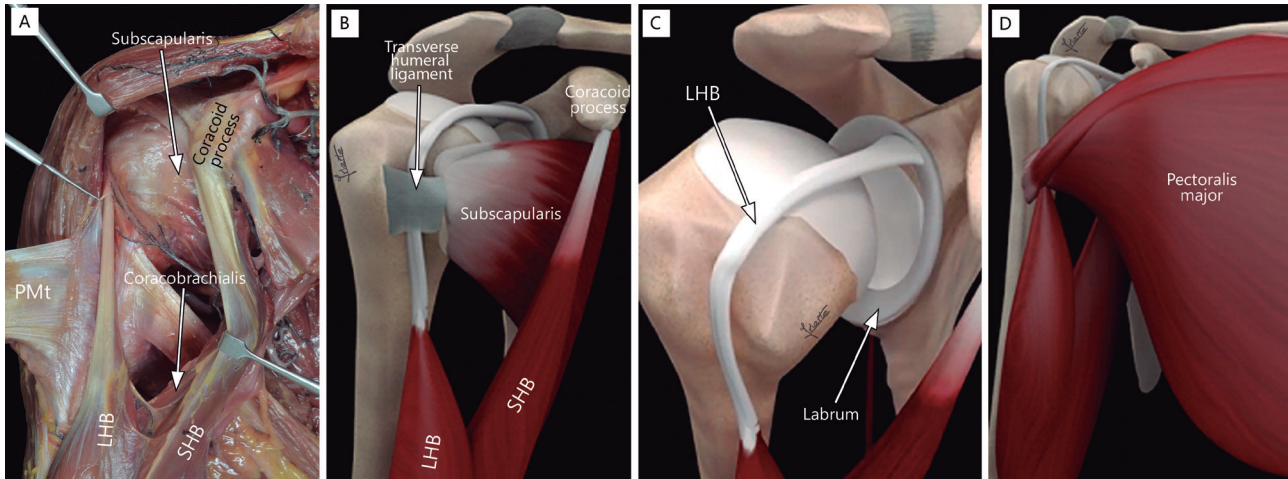 A
Subscapularis
Coracoid
process
Coracobrachialis
PMt
LHB
SHB
B
Transverse
humeral
ligament
Coracoid
process
Subscapularis
SHB
LHB
C
LHB
Labrum
D
Pectoralis
major